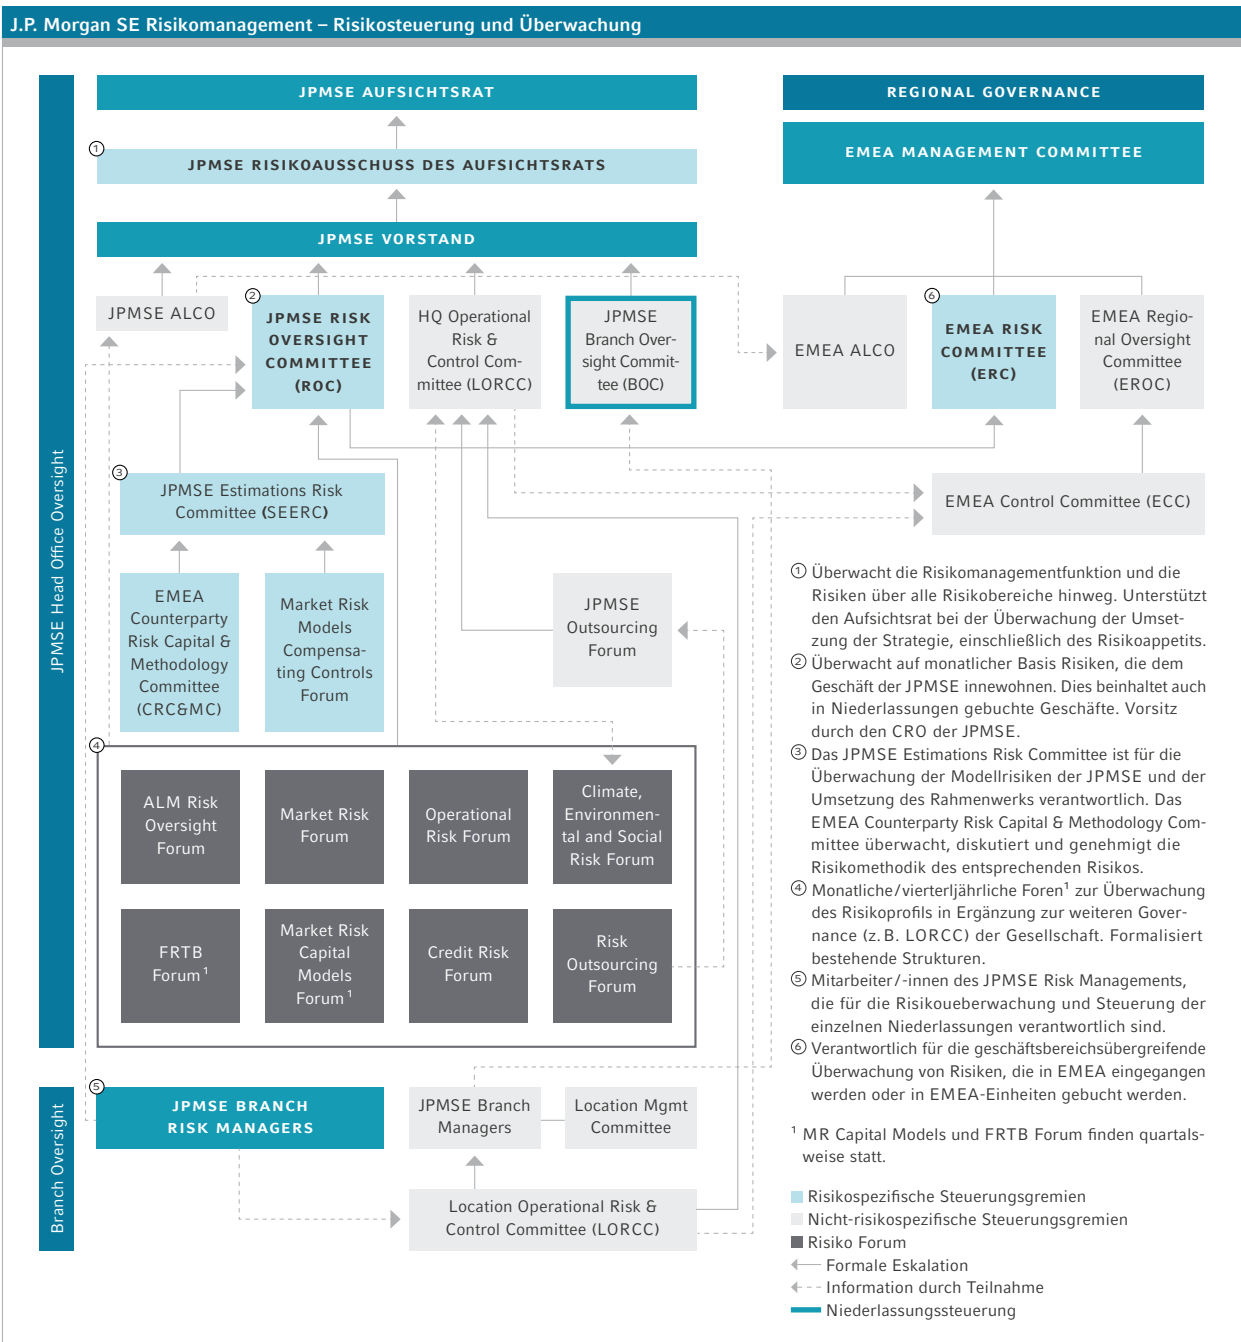 J.P. Morgan SE Risikomanagement – Risikosteuerung und Überwachung
JPMSE Head Office Oversight
JPMSE AUFSICHTSRAT
① JPMSE RISIKOAUSSCHUSS DES AUFSICHTSRATS
JPMSE VORSTAND
JPMSE ALCO
②
JPMSE RISK
OVERSIGHT
COMMITTEE
(ROC)
HQ Operational
Risk &
Control Com-
mittee (LORCC)
JPMSE
Branch Over-
sight Commit-
tee (BOC)
REGIONAL GOVERNANCE
EMEA MANAGEMENT COMMITTEE
EMEA ALCO
⑥
EMEA RISK
COMMITTEE
(ERC)
EMEA Regio-
nal Oversight
Committee
(EROC)
EMEA Control Committee (ECC)
③
JPMSE Estimations Risk
Committee (SEERC)
EMEA
Counterparty
Risk Capital &
Methodology
Committee
(CRC&MC)
Market Risk
Models
Compensa-
ting Controls
Forum
JPMSE
Outsourcing
Forum
④
ALM Risk
Oversight
Forum
Market Risk
Forum
Operational
Risk Forum
Climate,
Environmen-
tal and Social
Risk Forum
FRTB
Forum¹
Market Risk
Capital
Models
Forum¹
Credit Risk
Forum
Risk
Outsourcing
Forum
Branch Oversight
⑤
JPMSE BRANCH
RISK MANAGERS
JPMSE Branch
Managers
Location Mgmt
Committee
Location Operational Risk &
Control Committee (LORCC)
① Überwacht die Risikomanagementfunktion und die
Risiken über alle Risikobereiche hinweg. Unterstützt
den Aufsichtsrat bei der Überwachung der Umset-
zung der Strategie, einschließlich des Risikoappetits.
② Überwacht auf monatlicher Basis Risiken, die dem
Geschäft der JPMSE innewohnen. Dies beinhaltet auch
in Niederlassungen gebuchte Geschäfte. Vorsitz
durch den CRO der JPMSE.
③ Das JPMSE Estimations Risk Committee ist für die
Überwachung der Modellrisiken der JPMSE und der
Umsetzung des Rahmenwerks verantwortlich. Das
EMEA Counterparty Risk Capital & Methodology Com-
mittee überwacht, diskutiert und genehmigt die
Risikomethodik des entsprechenden Risikos.
④ Monatliche/vierterljährliche Foren¹ zur Überwachung
des Risikoprofils in Ergänzung zur weiteren Gover-
nance (z. B. LORCC) der Gesellschaft. Formalisiert
bestehende Strukturen.
⑤ Mitarbeiter/-innen des JPMSE Risk Managements,
die für die Risikoueberwachung und Steuerung der
einzelnen Niederlassungen verantwortlich sind.
⑥ Verantwortlich für die geschäftsbereichsübergreifende
Überwachung von Risiken, die in EMEA eingegangen
werden oder in EMEA-Einheiten gebucht werden.
¹ MR Capital Models und FRTB Forum finden quartals-
weise statt.
Risikospezifische Steuerungsgremien
Nicht-risikospezifische Steuerungsgremien
Risiko Forum
Formale Eskalation
Information durch Teilnahme
Niederlassungssteuerung